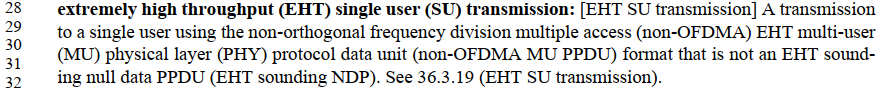 28 extremely high throughput (EHT) single user (SU) transmission: [EHT SU transmission] A transmission
29 to a single user using the non-orthogonal frequency division multiple access (non-OFDMA) EHT multi-user
30 (MU) physical layer (PHY) protocol data unit (non-OFDMA MU PPDU) format that is not an EHT sound-
31 ing null data PPDU (EHT sounding NDP). See 36.3.19 (EHT SU transmission).
32